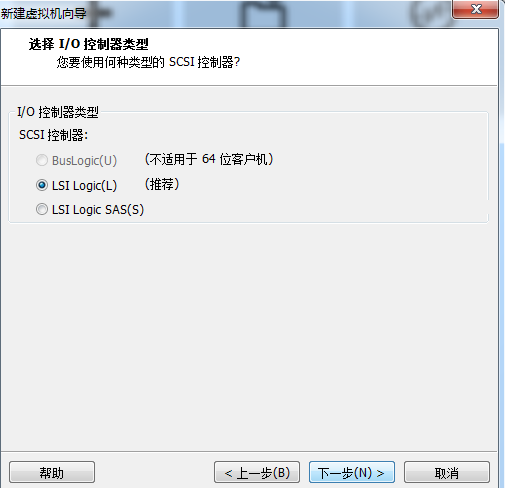 新建虚拟机向导
选择 I/O 控制器类型
您要使用何种类型的 SCSI 控制器?
I/O 控制器类型
SCSI 控制器:
BusLogic(U) (不适用于 64 位客户机)
LSI Logic(L) (推荐)
LSI Logic SAS(S)
帮助 < 上一步(B) 下一步(N) > 取消